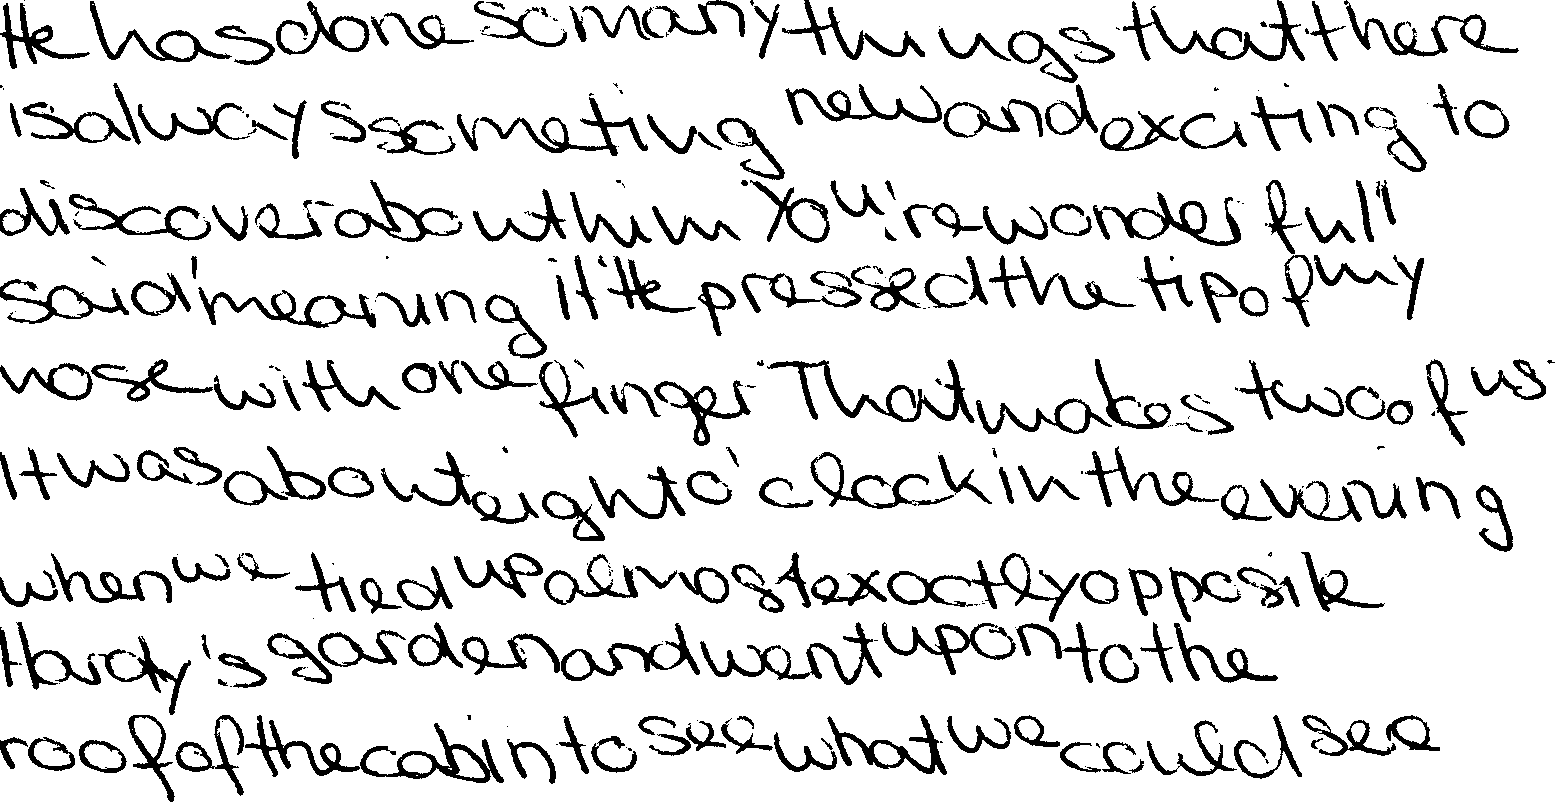 He has done so many things that there
is always someting new and exciting to
discover about him You're wonderful I
said meaning it He pressed the tip of my
nose with one finger That makes two of us
It was about eight o'clock in the evening
when we tied up almost exactly opposite
Hardy's garden and went up on to the
roof of the cabin to see what we could see